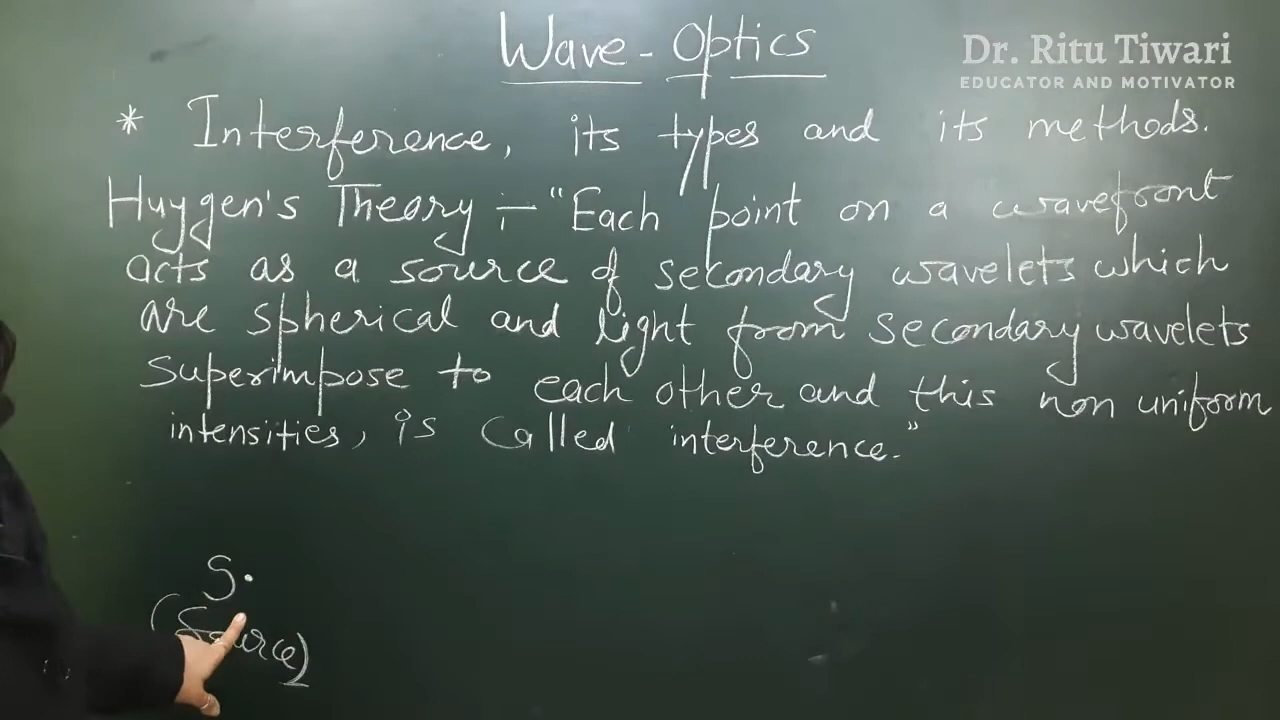 Wave-Optics
Dr. Ritu Tiwari
EDUCATOR AND MOTIVATOR
* Interference, its types and its methods.
Huygen's Theory :- "Each point on a wavefront
acts as a source of secondary wavelets which
are spherical and light from secondary wavelets
Superimpose to each other and this non uniform
intensities, is called interference."
S.
(Source)